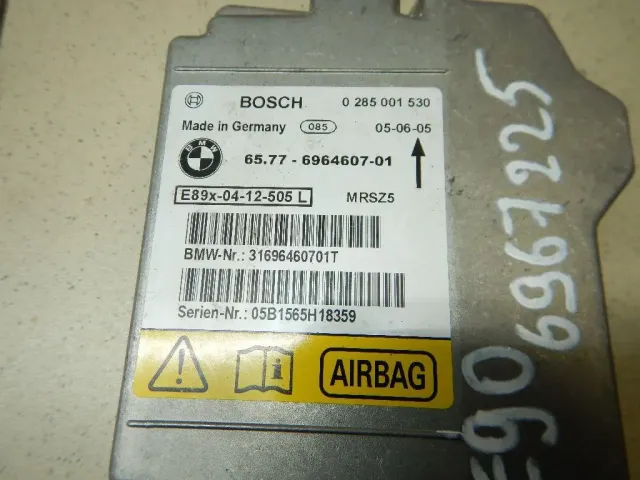 BOSCH 0 285 001 530
Made in Germany 085 05-06-05
BMW 65.77 - 6964607-01
E89x-04-12-505 L MRSZ5
BMW-Nr.: 31696460701T
Serien-Nr.: 05B1565H18359
AIRBAG
E90 6967225